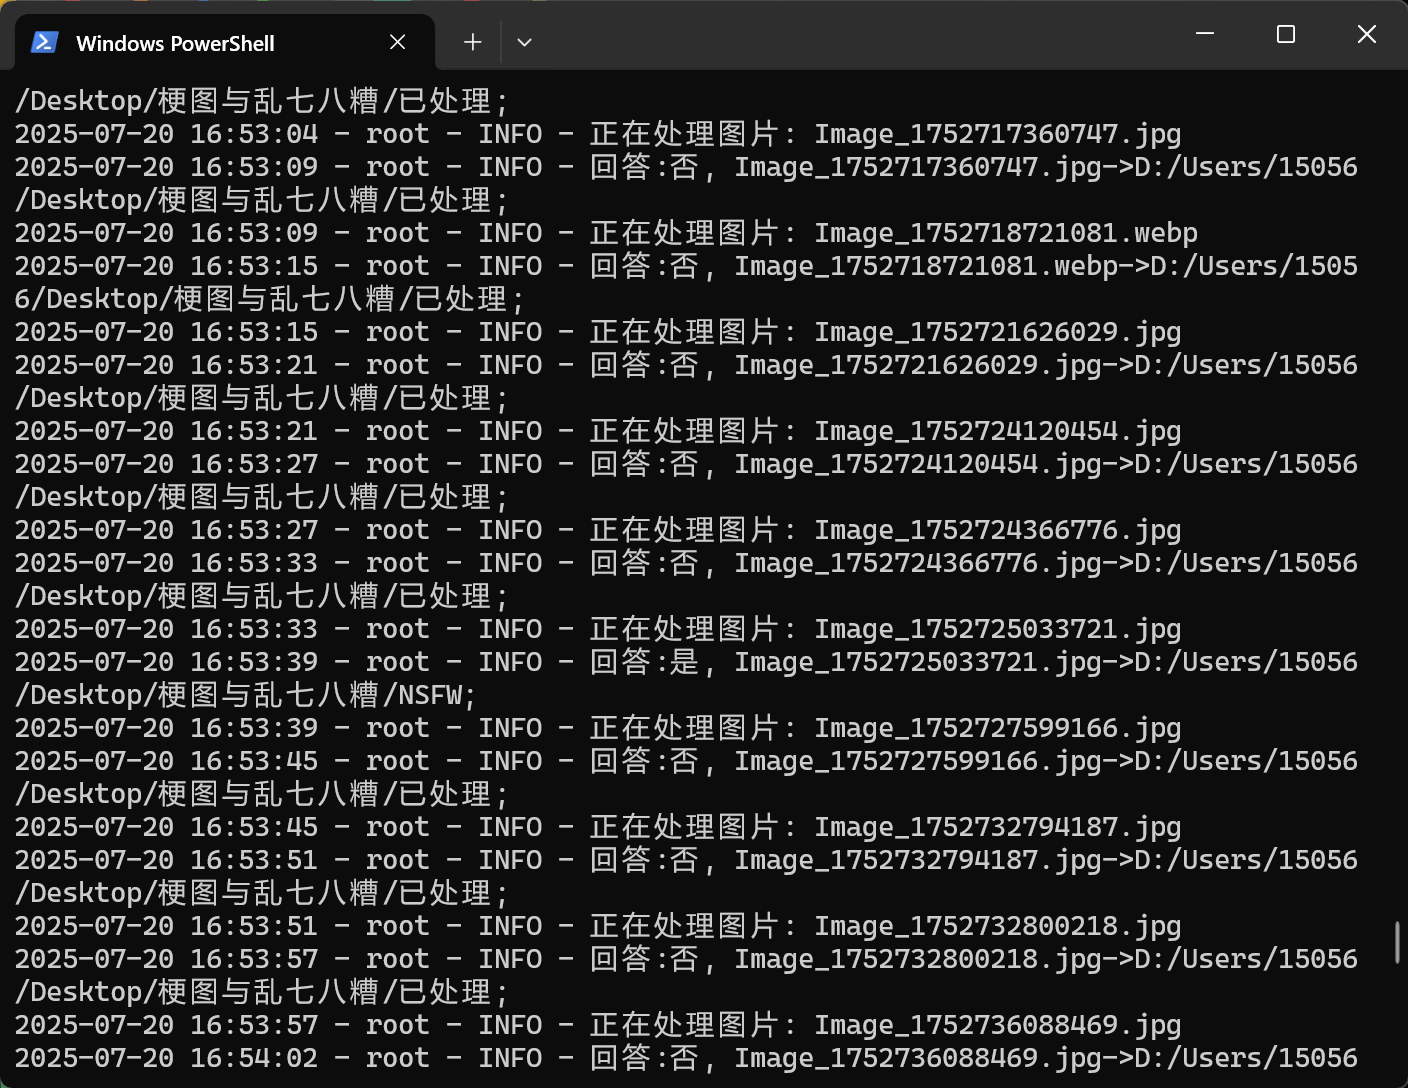 Windows PowerShell
/Desktop/梗图与乱七八糟/已处理;
2025-07-20 16:53:04 - root - INFO - 正在处理图片: Image_1752717360747.jpg
2025-07-20 16:53:09 - root - INFO - 回答:否, Image_1752717360747.jpg->D:/Users/15056
/Desktop/梗图与乱七八糟/已处理;
2025-07-20 16:53:09 - root - INFO - 正在处理图片: Image_1752718721081.webp
2025-07-20 16:53:15 - root - INFO - 回答:否, Image_1752718721081.webp->D:/Users/1505
6/Desktop/梗图与乱七八糟/已处理;
2025-07-20 16:53:15 - root - INFO - 正在处理图片: Image_1752721626029.jpg
2025-07-20 16:53:21 - root - INFO - 回答:否, Image_1752721626029.jpg->D:/Users/15056
/Desktop/梗图与乱七八糟/已处理;
2025-07-20 16:53:21 - root - INFO - 正在处理图片: Image_1752724120454.jpg
2025-07-20 16:53:27 - root - INFO - 回答:否, Image_1752724120454.jpg->D:/Users/15056
/Desktop/梗图与乱七八糟/已处理;
2025-07-20 16:53:27 - root - INFO - 正在处理图片: Image_1752724366776.jpg
2025-07-20 16:53:33 - root - INFO - 回答:否, Image_1752724366776.jpg->D:/Users/15056
/Desktop/梗图与乱七八糟/已处理;
2025-07-20 16:53:33 - root - INFO - 正在处理图片: Image_1752725033721.jpg
2025-07-20 16:53:39 - root - INFO - 回答:是, Image_1752725033721.jpg->D:/Users/15056
/Desktop/梗图与乱七八糟/NSFW;
2025-07-20 16:53:39 - root - INFO - 正在处理图片: Image_1752727599166.jpg
2025-07-20 16:53:45 - root - INFO - 回答:否, Image_1752727599166.jpg->D:/Users/15056
/Desktop/梗图与乱七八糟/已处理;
2025-07-20 16:53:45 - root - INFO - 正在处理图片: Image_1752732794187.jpg
2025-07-20 16:53:51 - root - INFO - 回答:否, Image_1752732794187.jpg->D:/Users/15056
/Desktop/梗图与乱七八糟/已处理;
2025-07-20 16:53:51 - root - INFO - 正在处理图片: Image_1752732800218.jpg
2025-07-20 16:53:57 - root - INFO - 回答:否, Image_1752732800218.jpg->D:/Users/15056
/Desktop/梗图与乱七八糟/已处理;
2025-07-20 16:53:57 - root - INFO - 正在处理图片: Image_1752736088469.jpg
2025-07-20 16:54:02 - root - INFO - 回答:否, Image_1752736088469.jpg->D:/Users/15056